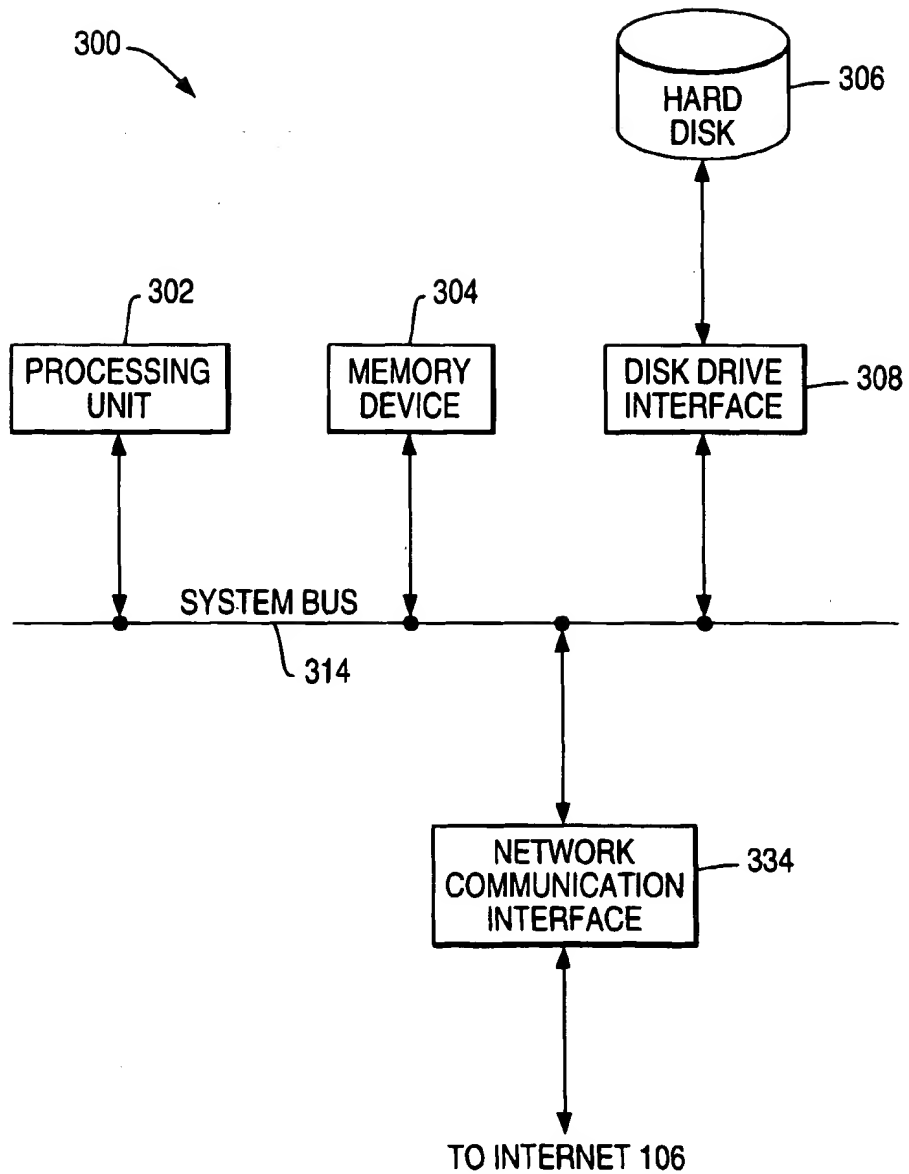 300
HARD
DISK
306
302
304
PROCESSING
UNIT
MEMORY
DEVICE
DISK DRIVE
INTERFACE
308
SYSTEM BUS
314
NETWORK
COMMUNICATION
INTERFACE
334
TO INTERNET 106